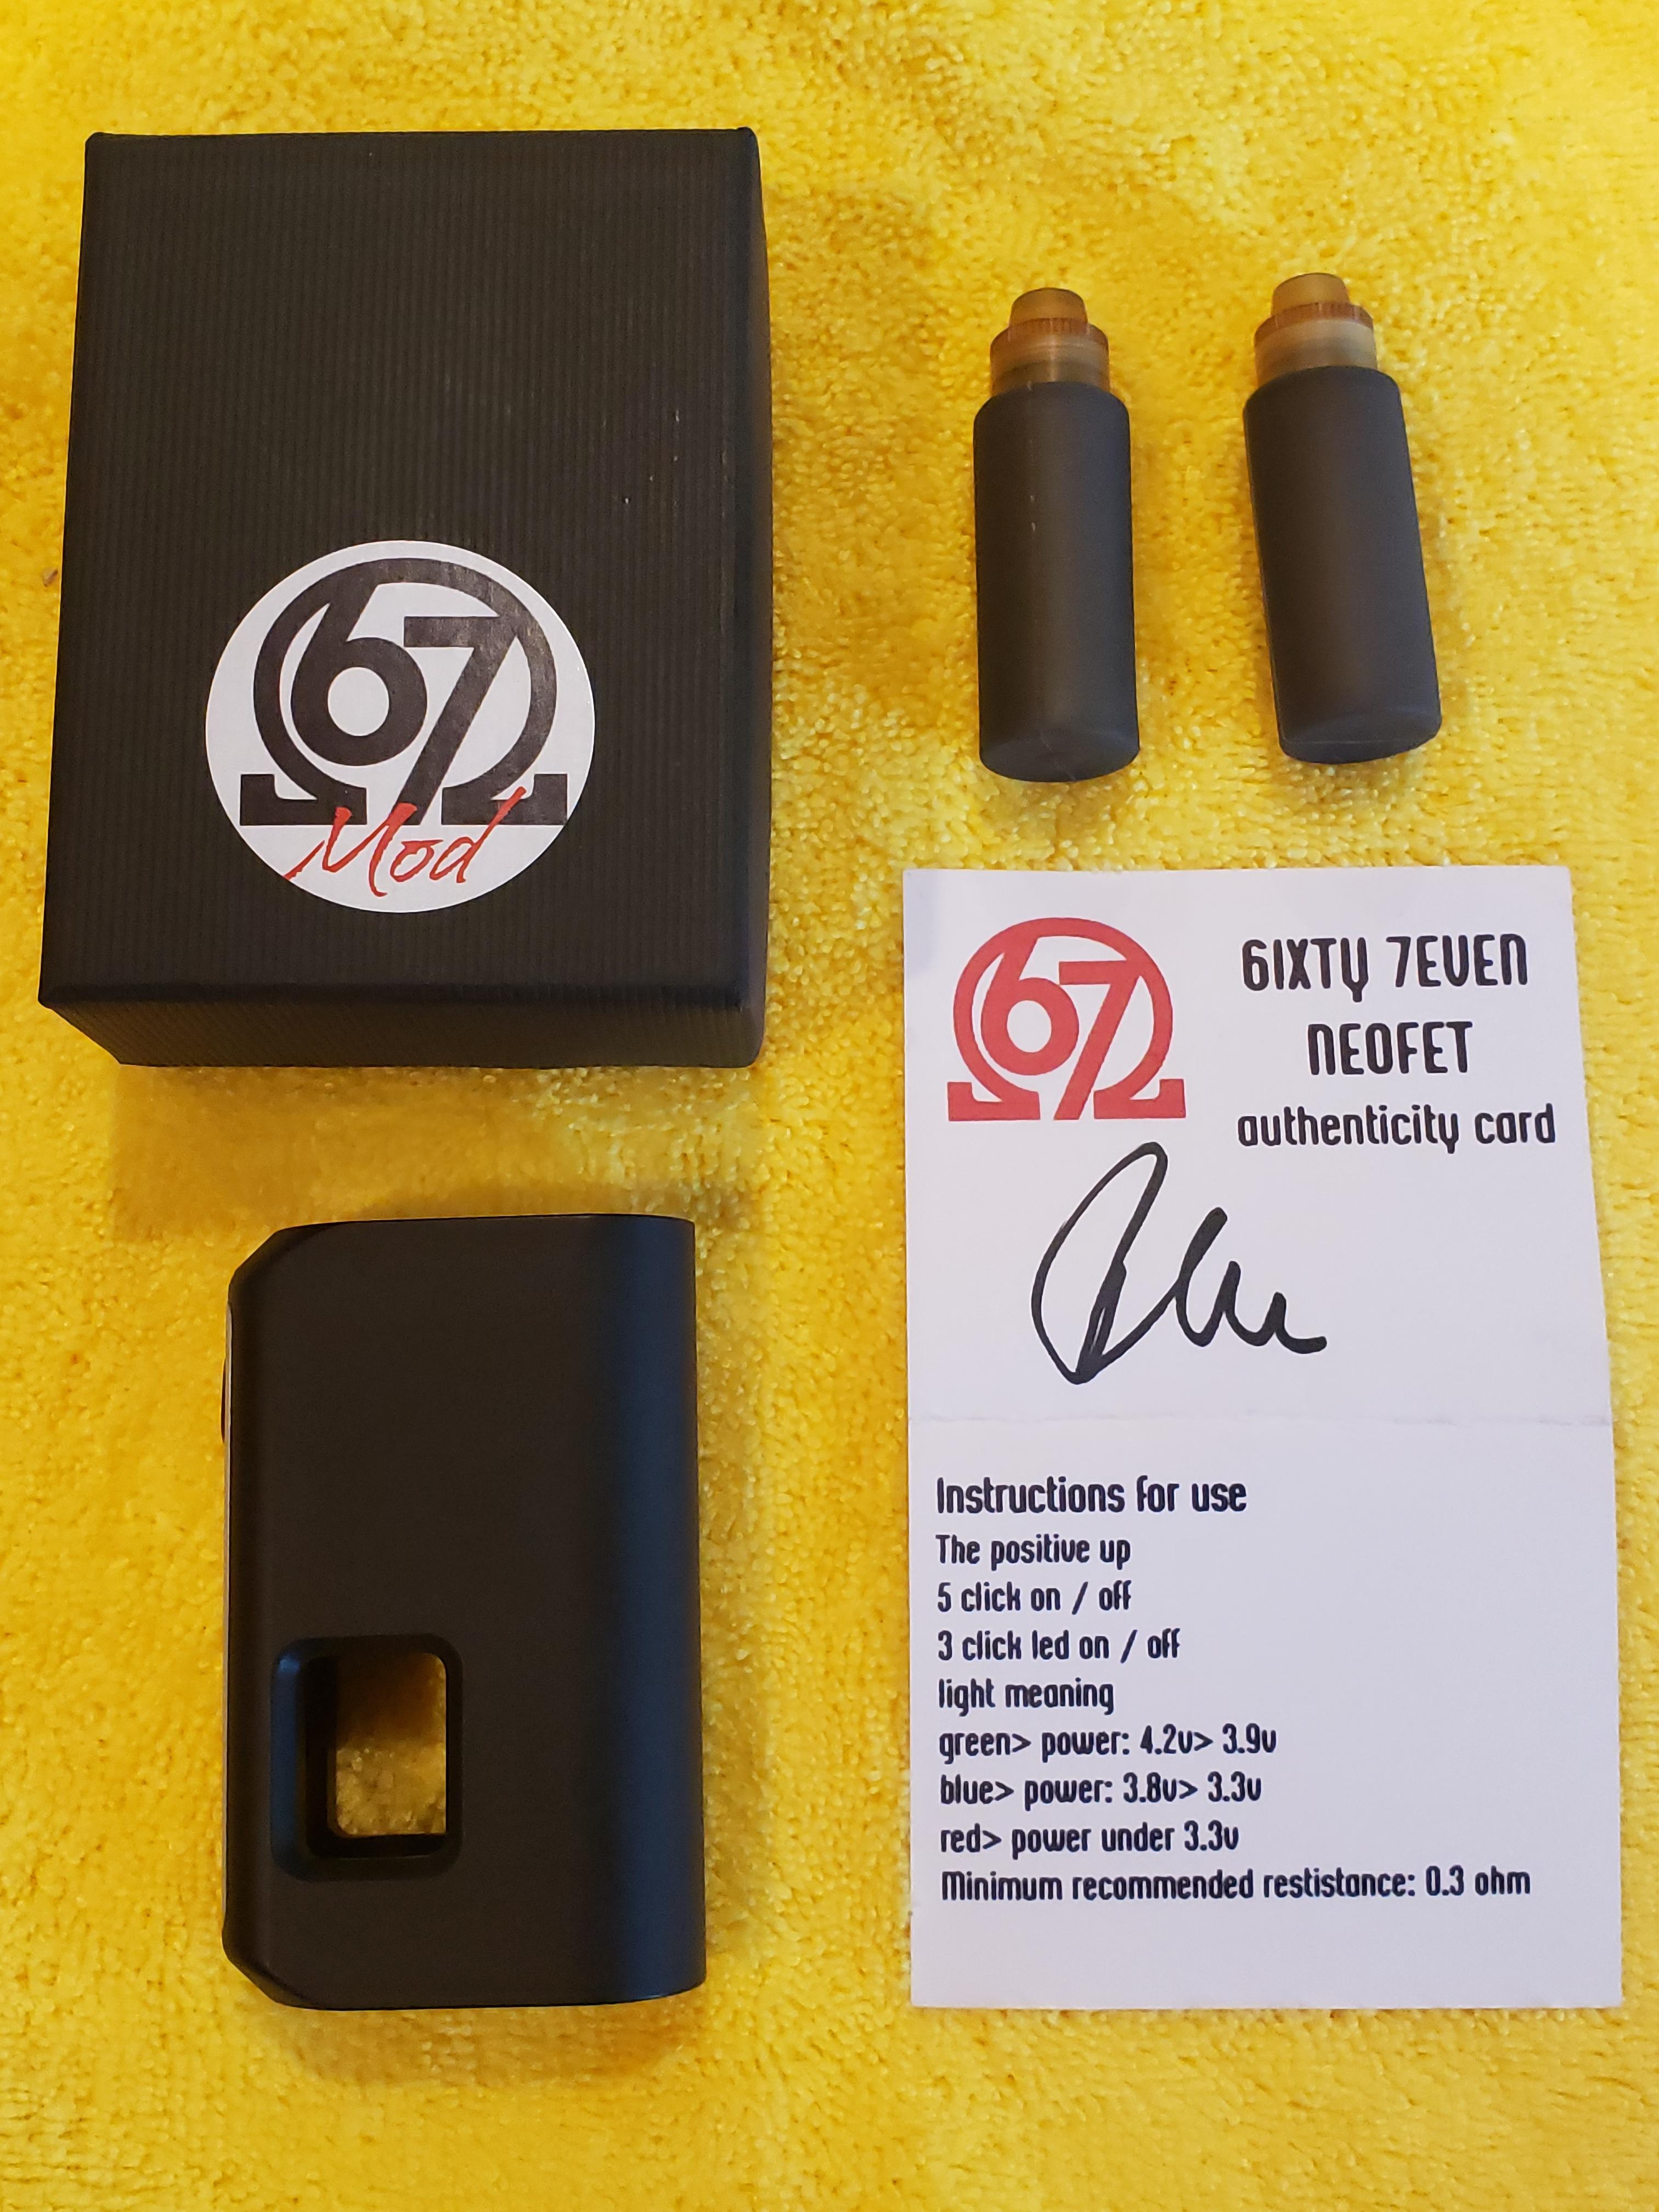 67
Mod
67
6IXTY 7EVEN
NEOFET
authenticity card
Instructions for use
The positive up
5 click on / off
3 click led on / off
light meaning
green> power: 4.2v> 3.9v
blue> power: 3.8v> 3.3v
red> power under 3.3v
Minimum recommended restistance: 0.3 ohm